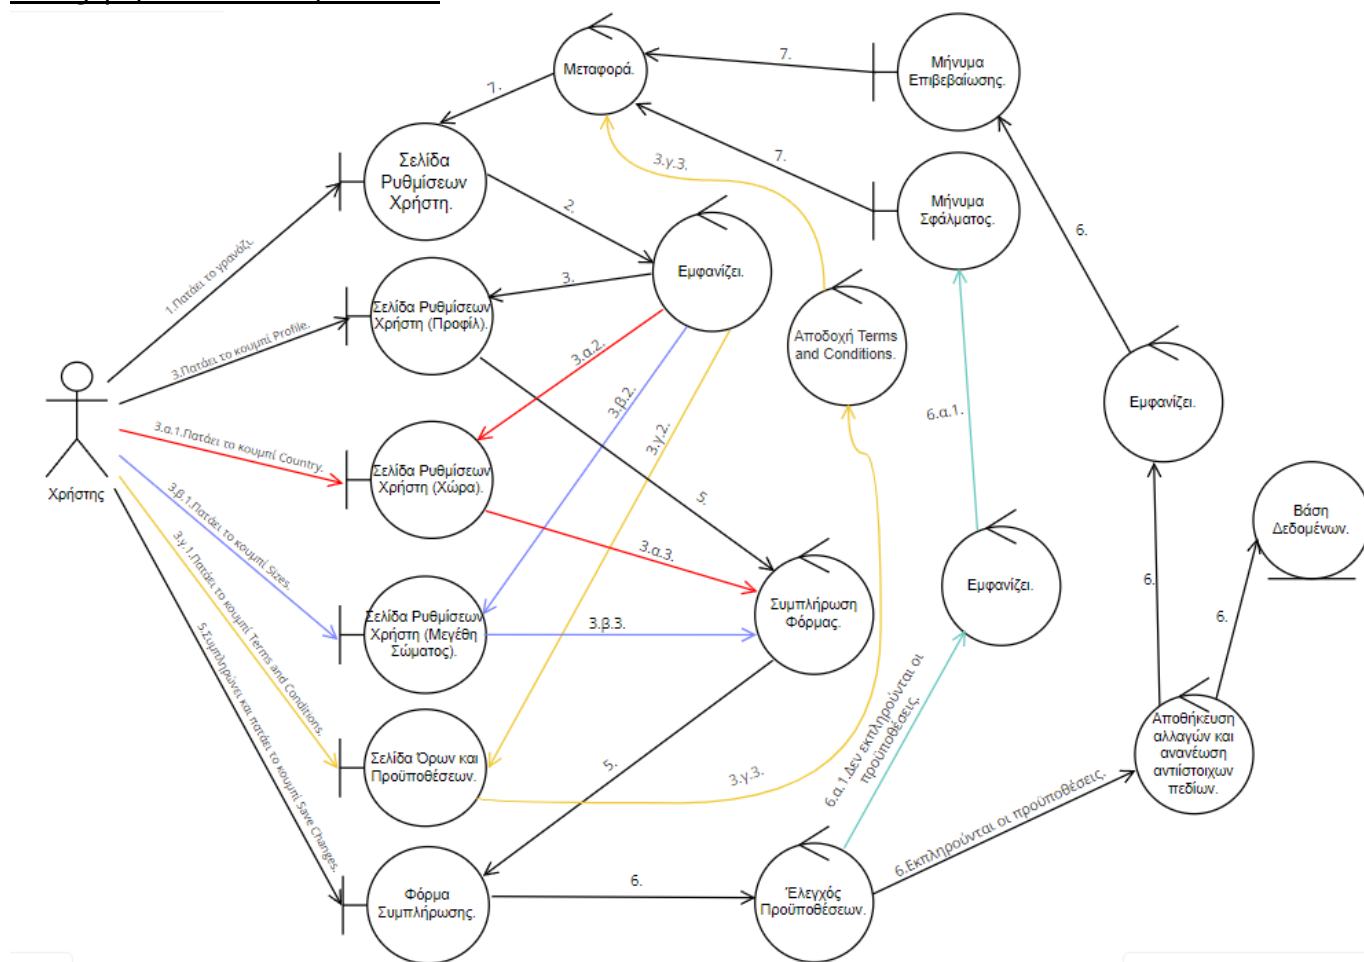 7.
Μεταφορά.
Μήνυμα
Επιβεβαίωσης.
7.
7.
3.γ.3.
Σελίδα
Ρυθμίσεων
Χρήστη.
Μήνυμα
Σφάλματος.
2.
6.
1.Πατάει το γρανάζι.
Εμφανίζει.
3.
Σελίδα Ρυθμίσεων
Χρήστη (Προφίλ).
Αποδοχή Terms
and Conditions.
3.Πατάει το κουμπί Profile.
3.α.2.
3.β.2.
3.γ.2.
6.α.1.
Εμφανίζει.
3.α.1.Πατάει το κουμπί Country.
Σελίδα Ρυθμίσεων
Χρήστη (Χώρα).
Χρήστης
5.
3.β.1.Πατάει το κουμπί Sizes.
3.α.3.
Βάση
Δεδομένων.
3.γ.1.Πατάει το κουμπί Terms and Conditions.
Εμφανίζει.
6.
6.
Σελίδα Ρυθμίσεων
Χρήστη (Μεγέθη
Σώματος).
3.β.3.
Συμπλήρωση
Φόρμας.
5.Συμπληρώνει και πατάει το κουμπί Save Changes.
Σελίδα Όρων και
Προϋποθέσεων.
5.
3.γ.3.
6.α.1.Δεν εκπληρούνται οι
προϋποθέσεις.
Αποθήκευση
αλλαγών και
ανανέωση
αντιίστοιχων
πεδίων.
6.Εκπληρούνται οι προϋποθέσεις.
Φόρμα
Συμπλήρωσης.
6.
Έλεγχός
Προϋποθέσεων.